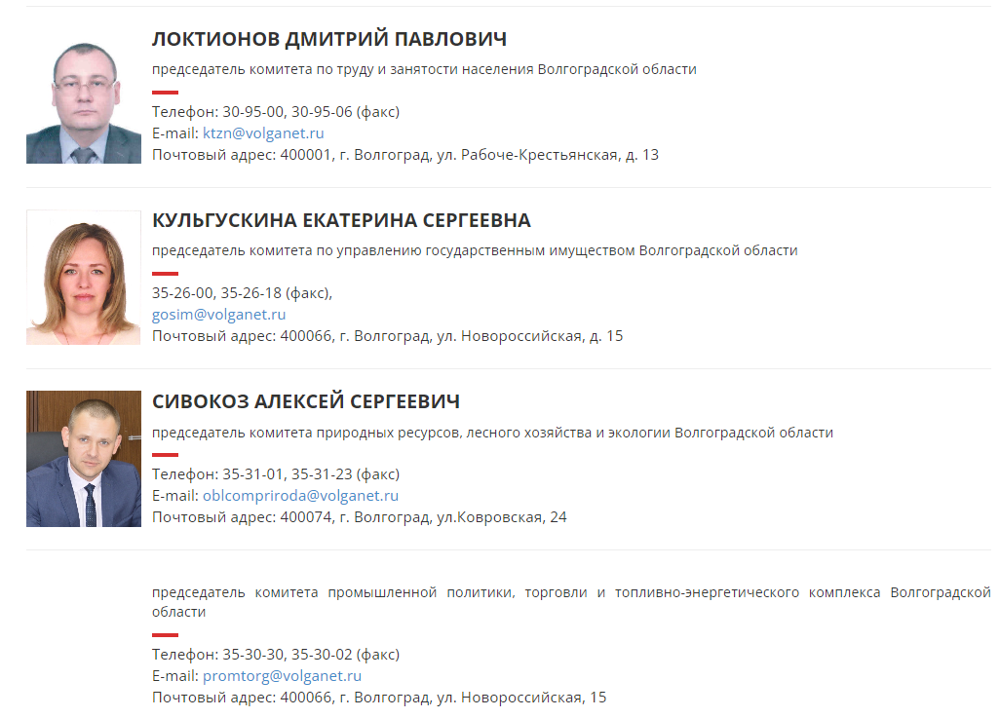 ЛОКТИОНОВ ДМИТРИЙ ПАВЛОВИЧ
председатель комитета по труду и занятости населения Волгоградской области
Телефон: 30-95-00, 30-95-06 (факс)
E-mail: ktzn@volganet.ru
Почтовый адрес: 400001, г. Волгоград, ул. Рабоче-Крестьянская, д. 13
КУЛЬГУСКИНА ЕКАТЕРИНА СЕРГЕЕВНА
председатель комитета по управлению государственным имуществом Волгоградской области
35-26-00, 35-26-18 (факс),
gosim@volganet.ru
Почтовый адрес: 400066, г. Волгоград, ул. Новороссийская, д. 15
СИВОКОЗ АЛЕКСЕЙ СЕРГЕЕВИЧ
председатель комитета природных ресурсов, лесного хозяйства и экологии Волгоградской области
Телефон: 35-31-01, 35-31-23 (факс)
E-mail: oblcompriroda@volganet.ru
Почтовый адрес: 400074, г. Волгоград, ул.Ковровская, 24
председатель комитета промышленной политики, торговли и топливно-энергетического комплекса Волгоградской
области
Телефон: 35-30-30, 35-30-02 (факс)
E-mail: promtorg@volganet.ru
Почтовый адрес: 400066, г. Волгоград, ул. Новороссийская, 15